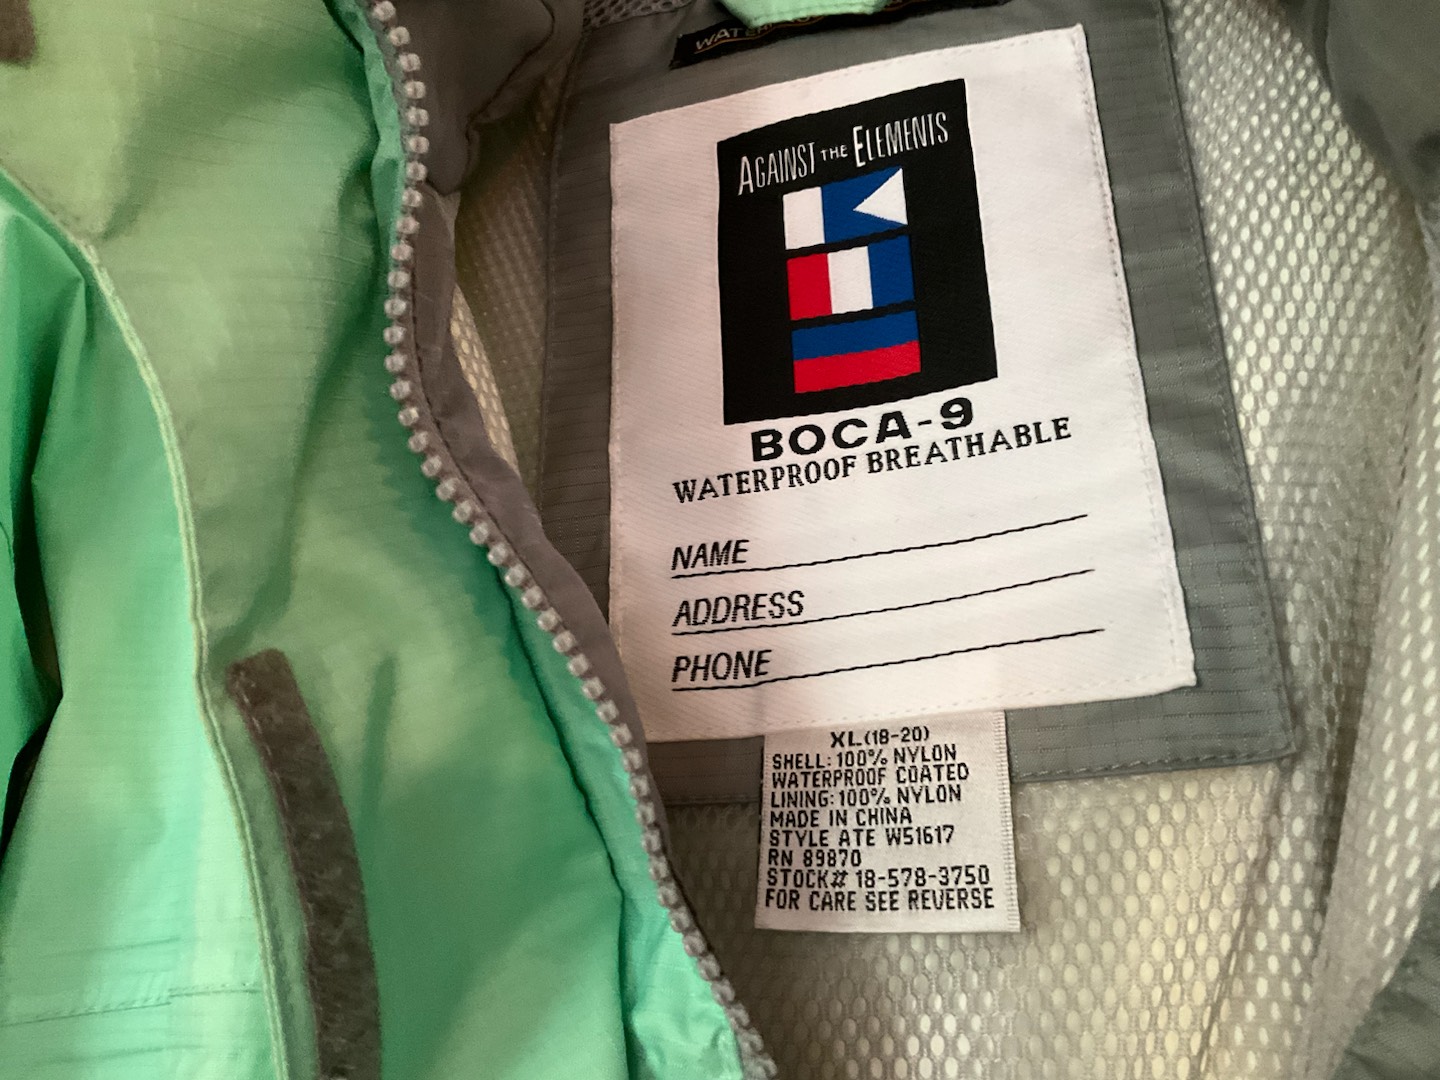 AGAINST THE ELEMENTS
BOCA-9
WATERPROOF BREATHABLE
NAME
ADDRESS
PHONE
XL(18-20)
SHELL:100% NYLON
WATERPROOF COATED
LINING:100% NYLON
MADE IN CHINA
STYLE ATE W51617
RN 89870
STOCK# 18-578-3750
FOR CARE SEE REVERSE